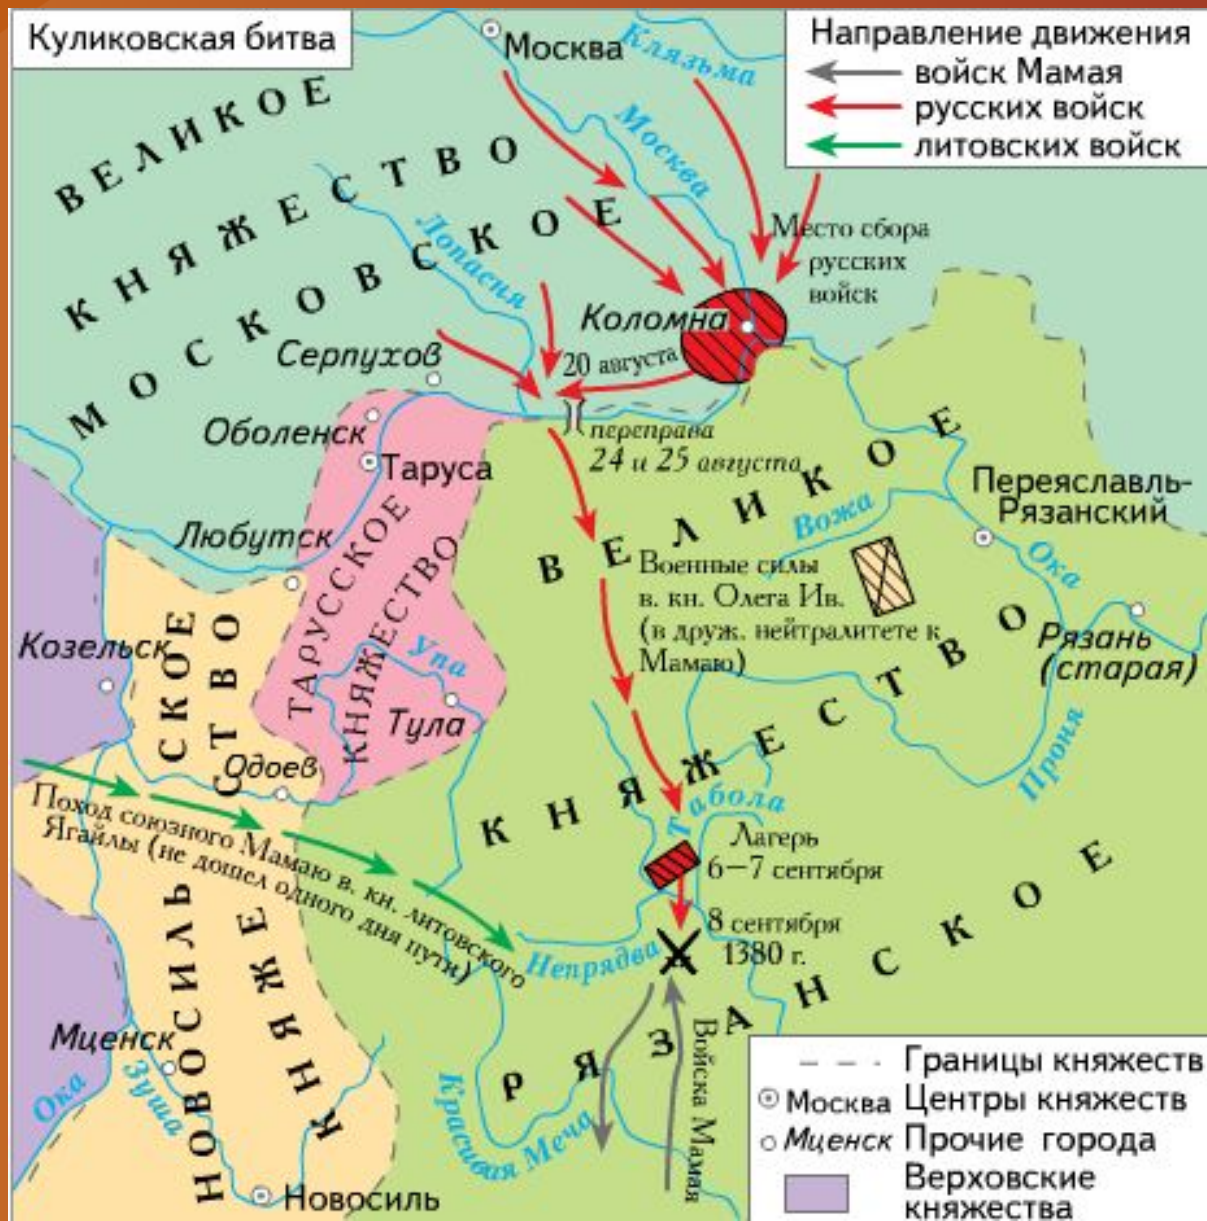 Куликовская битва
Направление движения
войск Мамая
русских войск
литовских войск
Москва
Клязьма
Москва
ВЕЛИКОЕ
КНЯЖЕСТВО
МОСКОВСКОЕ
Лопасня
Место сбора
русских
войск
Коломна
Серпухов
20 августа
Оболенск
переправа
24 и 25 августа
Таруса
Переяславль-
Рязанский
Любутск
Вожа
Ока
ВЕЛИКОЕ
КНЯЖЕСТВО
РЯЗАНСКОЕ
Военные силы
в. кн. Олега Ив.
(в друж. нейтралитете к
Мамаю)
Рязань
(старая)
Козельск
ТАРУССКОЕ
КНЯЖЕСТВО
Упа
Тула
Проня
Одоев
Табола
Лагерь
6—7 сентября
Поход союзного Мамаю в. кн. литовского
Ягайлы (не дошел одного дня пути)
8 сентября
1380 г.
Непрядва
НОВОСИЛЬСКОЕ
КНЯЖЕСТВО
Мценск
Ока
Зуша
Красивая Меча
Войска Мамая
Новосиль
Границы княжеств
Москва Центры княжеств
Мценск Прочие города
Верховские
княжества